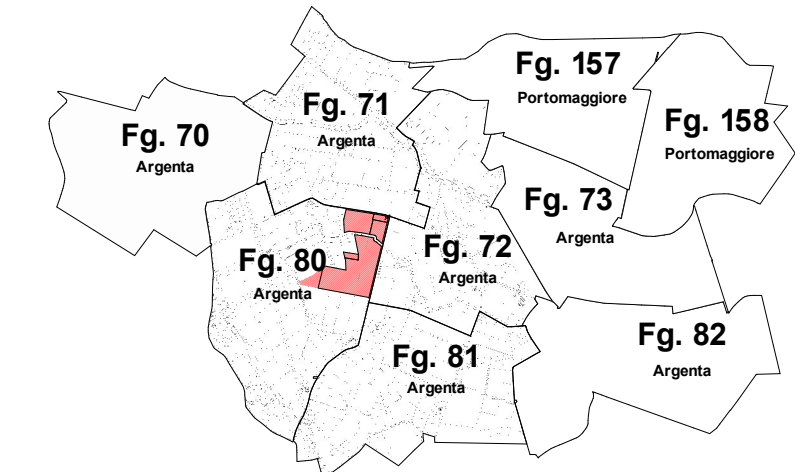 Fg. 157
Portomaggiore
Fg. 71
Argenta
Fg. 158
Portomaggiore
Fg. 70
Argenta
Fg. 73
Argenta
Fg. 72
Argenta
Fg. 80
Argenta
Fg. 82
Argenta
Fg. 81
Argenta